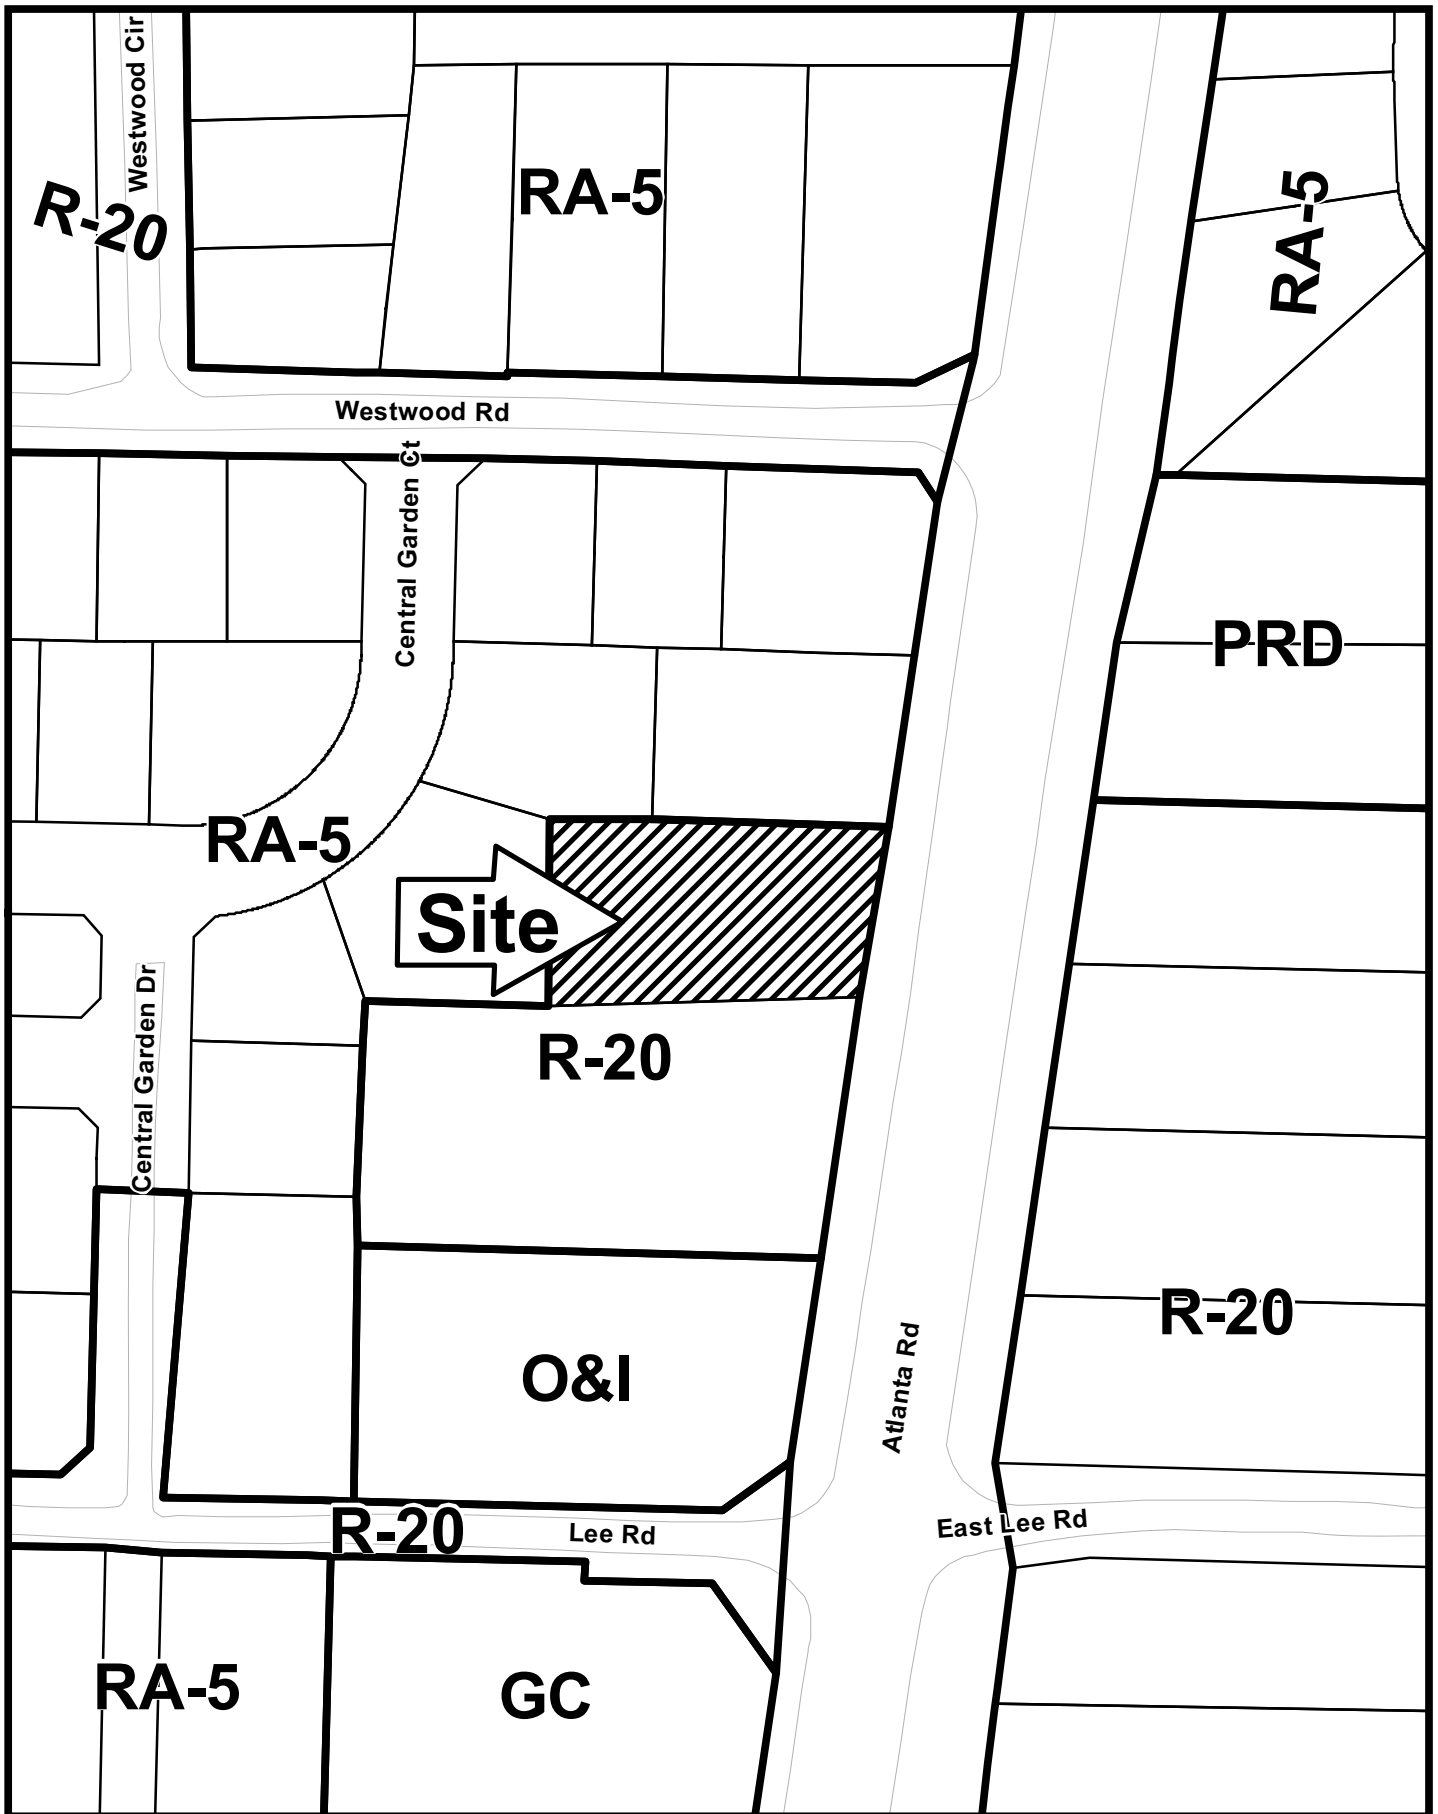 Westwood Cir
R-20
RA-5
RA-5
Westwood Rd
Central Garden Ct
PRD
RA-5
Site
R-20
Central Garden Dr
R-20
O&I
Atlanta Rd
R-20
Lee Rd
East Lee Rd
RA-5
GC